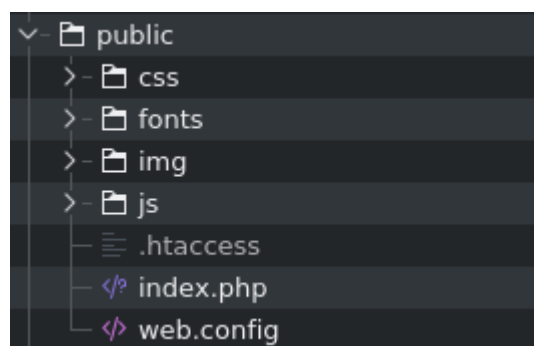 public
css
fonts
img
js
.htaccess
index.php
web.config